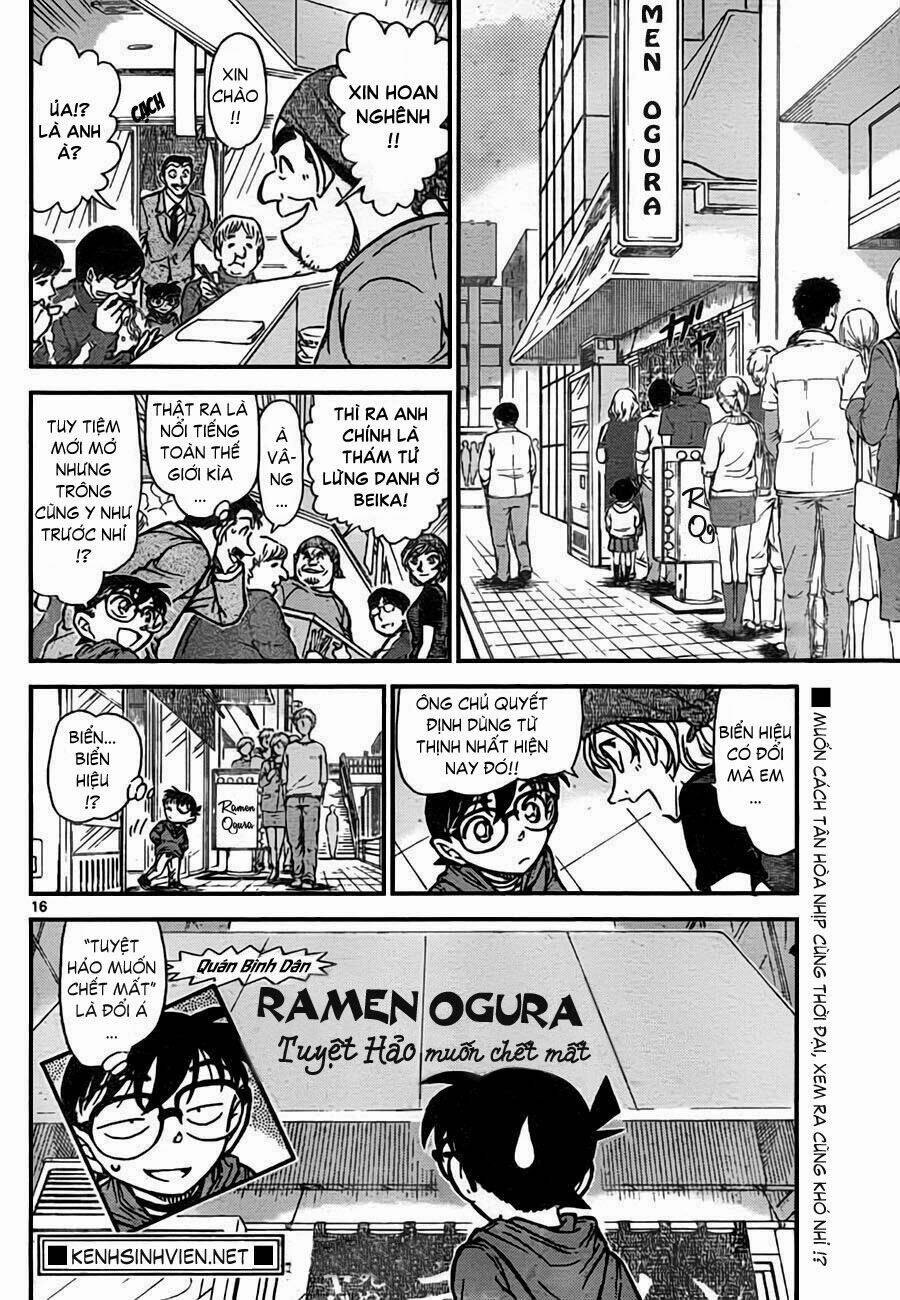 MEN OGURA
Ramen
Ogu
XIN HOAN
NGHÊNH
!!
XIN
CHÀO
!!
CẠCH
ỦA!?
LÀ ANH
À?
THÌ RA ANH
CHÍNH LÀ
THÁM TỬ
LỪNG DANH Ở
BEIKA!
À
VÂNG
...
THẬT RA LÀ
NỔI TIẾNG
TOÀN THẾ
GIỚI KÌA
...
TUY TIỆM
MỚI MỞ
NHƯNG
TRÔNG
CŨNG Y NHƯ
TRƯỚC NHỈ
!?
BIỂN HIỆU
CÓ ĐỔI
MÀ EM
...
ÔNG CHỦ QUYẾT
ĐỊNH DÙNG TỪ
THỊNH NHẤT HIỆN
NAY ĐÓ!!
BIỂN...
BIỂN
HIỆU
!?
Ramen
Ogura
16
"TUYỆT
HẢO MUỐN
CHẾT MẤT"
LÀ ĐỔI Á
...
Quán Bình Dân
RAMEN OGURA
Tuyệt Hảo muốn chết mất
KENHSINHVIEN.NET
MUỐN CÁCH TÂN HÒA NHỊP CÙNG THỜI ĐẠI, XEM RA CŨNG KHÓ NHỈ !?